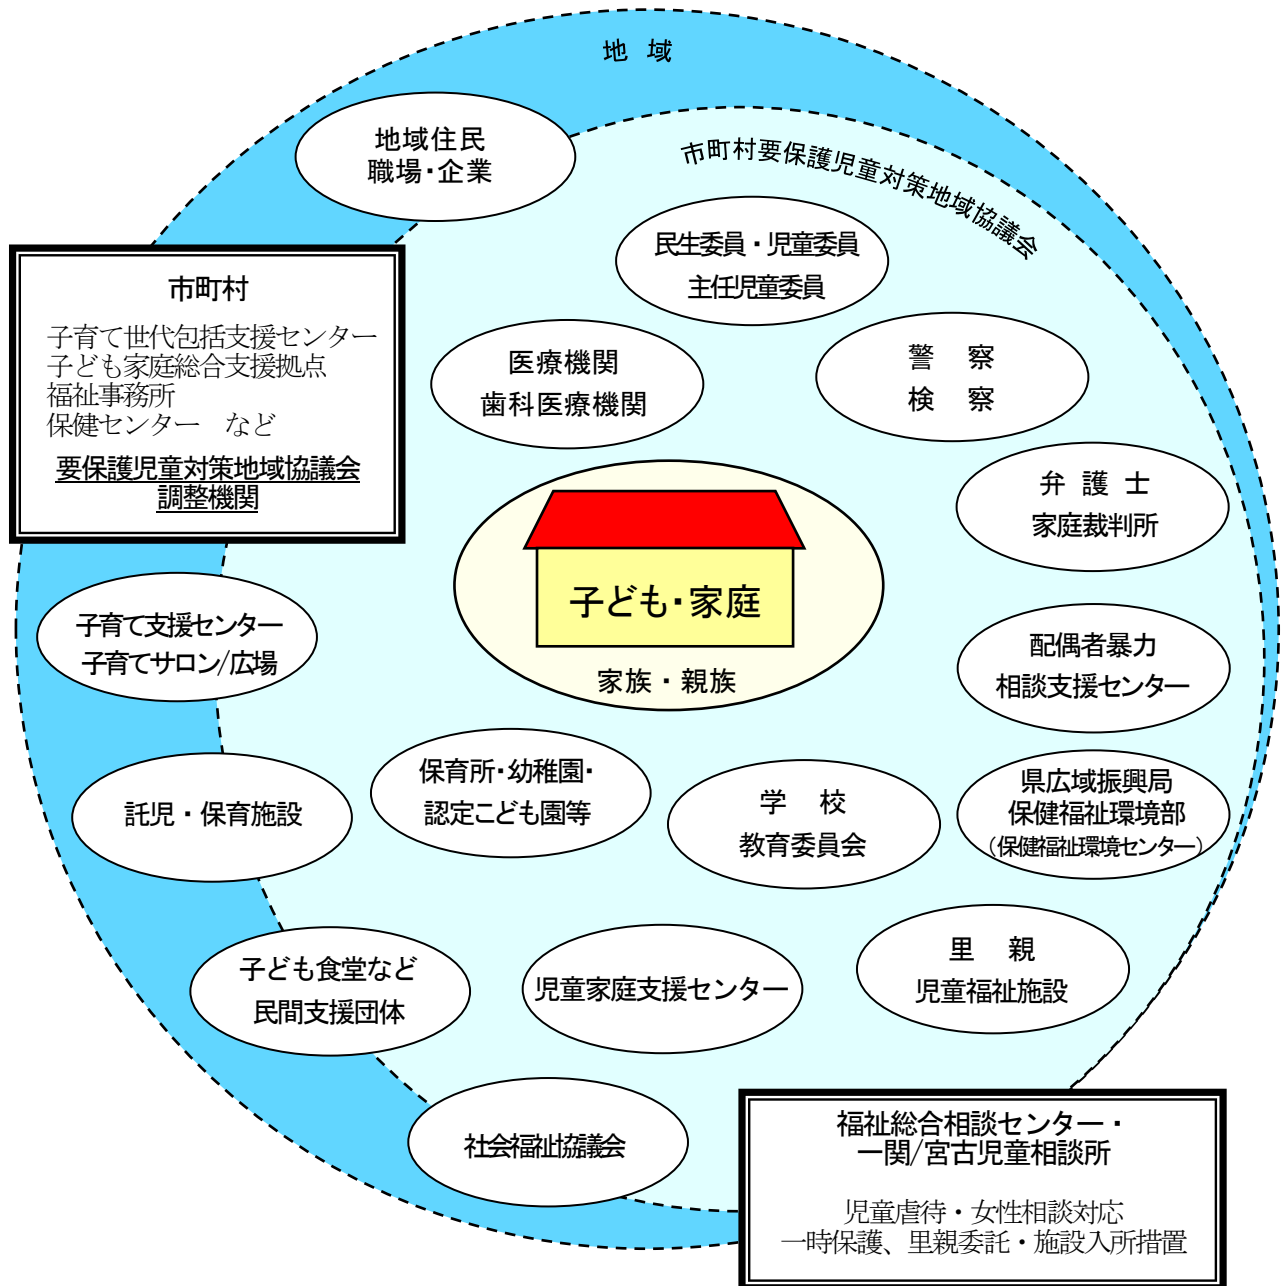 地 域
地域住民
職場・企業
市町村要保護児童対策地域協議会
民生委員・児童委員
主任児童委員
市町村
子育て世代包括支援センター
子ども家庭総合支援拠点
福祉事務所
保健センター　など
要保護児童対策地域協議会
調整機関
医療機関
歯科医療機関
警　察
検　察
弁 護 士
家庭裁判所
子ども・家庭
家族・親族
子育て支援センター
子育てサロン/広場
配偶者暴力
相談支援センター
保育所・幼稚園・
認定こども園等
学　校
教育委員会
県広域振興局
保健福祉環境部
（保健福祉環境センター）
託児・保育施設
子ども食堂など
民間支援団体
児童家庭支援センター
里　親
児童福祉施設
社会福祉協議会
福祉総合相談センター・
一関/宮古児童相談所
児童虐待・女性相談対応
一時保護、里親委託・施設入所措置